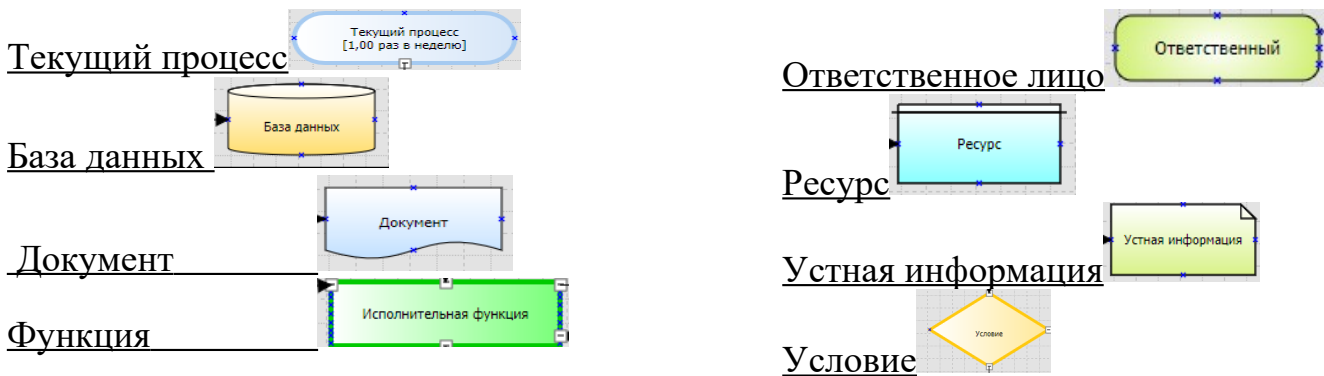 Текущий процесс
Текущий процесс
[1,00 раз в неделю]
База данных
База данных
Документ
Документ
Функция
Исполнительная функция
Ответственное лицо
Ответственный
Ресурс
Ресурс
Устная информация
Устная информация
Условие
Условие